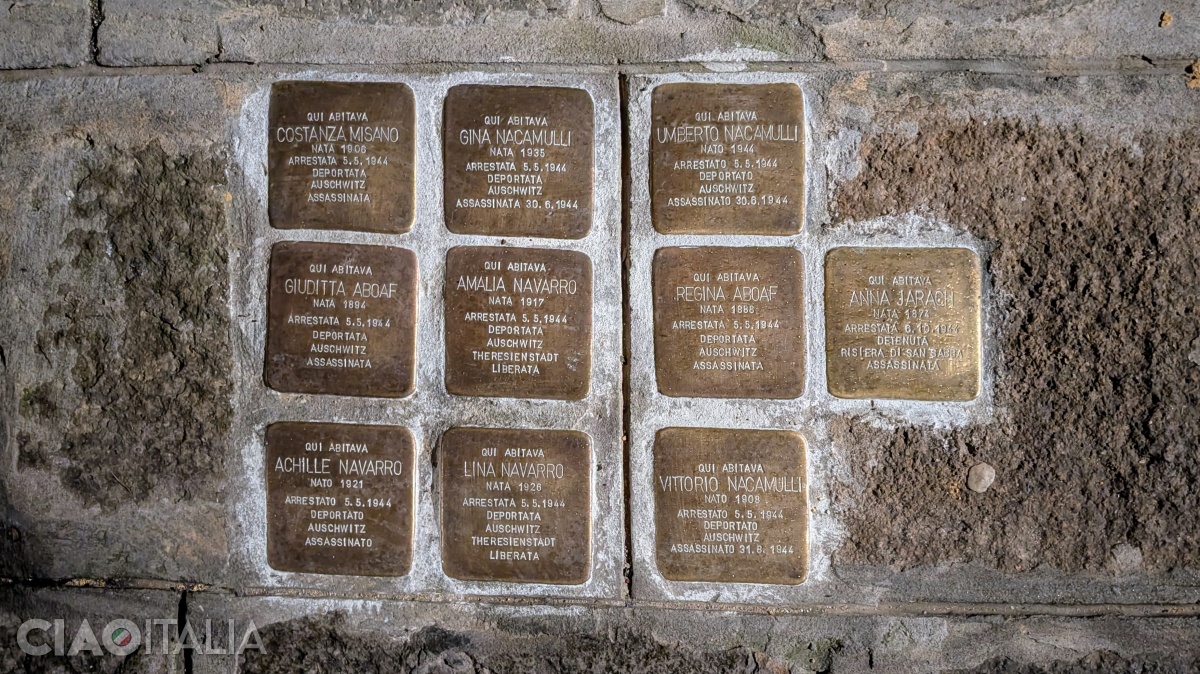 QUI ABITAVA
COSTANZA MISANO
NATA 1906
ARRESTATA 5.5.1944
DEPORTATA
AUSCHWITZ
ASSASSINATA
QUI ABITAVA
GINA NACAMULLI
NATA 1935
ARRESTATA 5.5.1944
DEPORTATA
AUSCHWITZ
ASSASSINATA 30.6.1944
QUI ABITAVA
UMBERTO NACAMULLI
NATO 1944
ARRESTATO 5.5.1944
DEPORTATO
AUSCHWITZ
ASSASSINATO 30.6.1944
QUI ABITAVA
GIUDITTA ABOAF
NATA 1894
ARRESTATA 5.5.1944
DEPORTATA
AUSCHWITZ
ASSASSINATA
QUI ABITAVA
AMALIA NAVARRO
NATA 1917
ARRESTATA 5.5.1944
DEPORTATA
AUSCHWITZ
THERESIENSTADT
LIBERATA
QUI ABITAVA
REGINA ABOAF
NATA 1866
ARRESTATA 5.5.1944
DEPORTATA
AUSCHWITZ
ASSASSINATA
QUI ABITAVA
ANNA JARACH
NATA 1874
ARRESTATA 6.10.1944
DETENUTA
RISIERA DI SAN SABBA
ASSASSINATA
QUI ABITAVA
ACHILLE NAVARRO
NATO 1921
ARRESTATO 5.5.1944
DEPORTATO
AUSCHWITZ
ASSASSINATO
QUI ABITAVA
LINA NAVARRO
NATA 1926
ARRESTATA 5.5.1944
DEPORTATA
AUSCHWITZ
THERESIENSTADT
LIBERATA
QUI ABITAVA
VITTORIO NACAMULLI
NATO 1908
ARRESTATO 5.5.1944
DEPORTATO
AUSCHWITZ
ASSASSINATO 31.8.1944
CIAO ITALIA